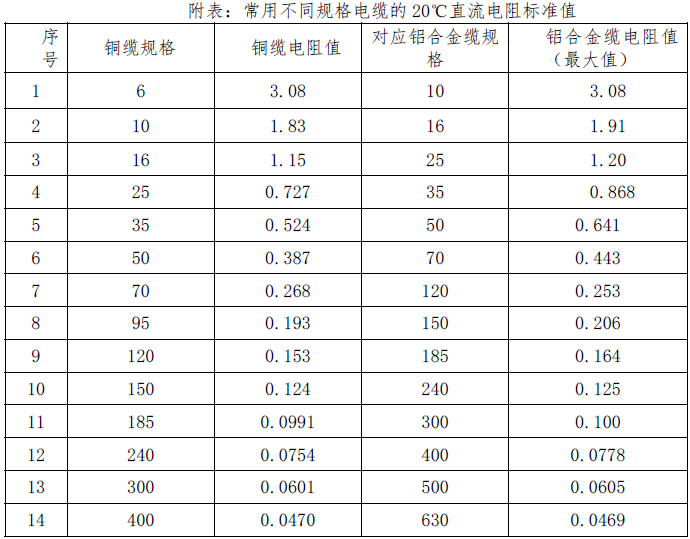 附表：常用不同规格电缆的 20℃直流电阻标准值
序号 铜缆规格 铜缆电阻值 对应铝合金缆规格 铝合金缆电阻值（最大值）
1 6 3.08 10 3.08
2 10 1.83 16 1.91
3 16 1.15 25 1.20
4 25 0.727 35 0.868
5 35 0.524 50 0.641
6 50 0.387 70 0.443
7 70 0.268 120 0.253
8 95 0.193 150 0.206
9 120 0.153 185 0.164
10 150 0.124 240 0.125
11 185 0.0991 300 0.100
12 240 0.0754 400 0.0778
13 300 0.0601 500 0.0605
14 400 0.0470 630 0.0469